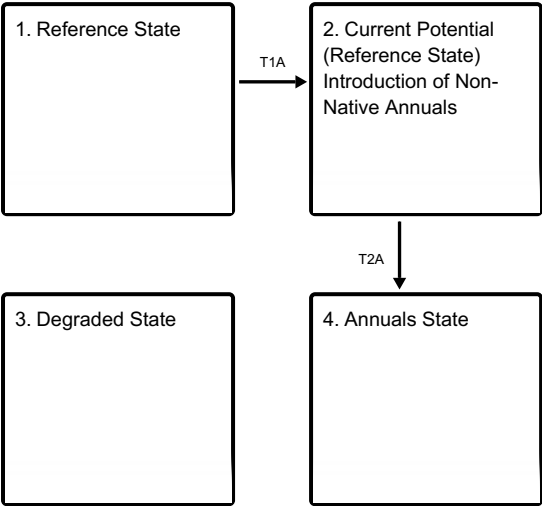 1. Reference State
T1A
2. Current Potential
(Reference State)
Introduction of Non-
Native Annuals
T2A
3. Degraded State
4. Annuals State